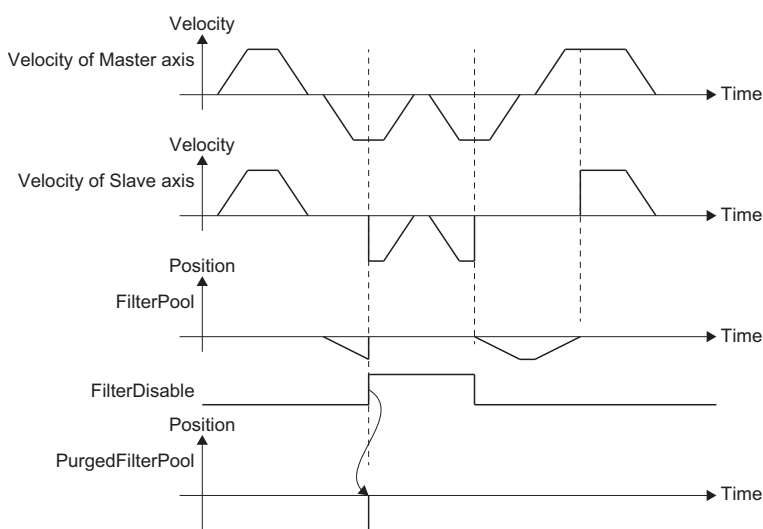 Velocity
Velocity of Master axis
Time
Velocity
Velocity of Slave axis
Time
Position
FilterPool
Time
FilterDisable
Position
PurgedFilterPool
Time